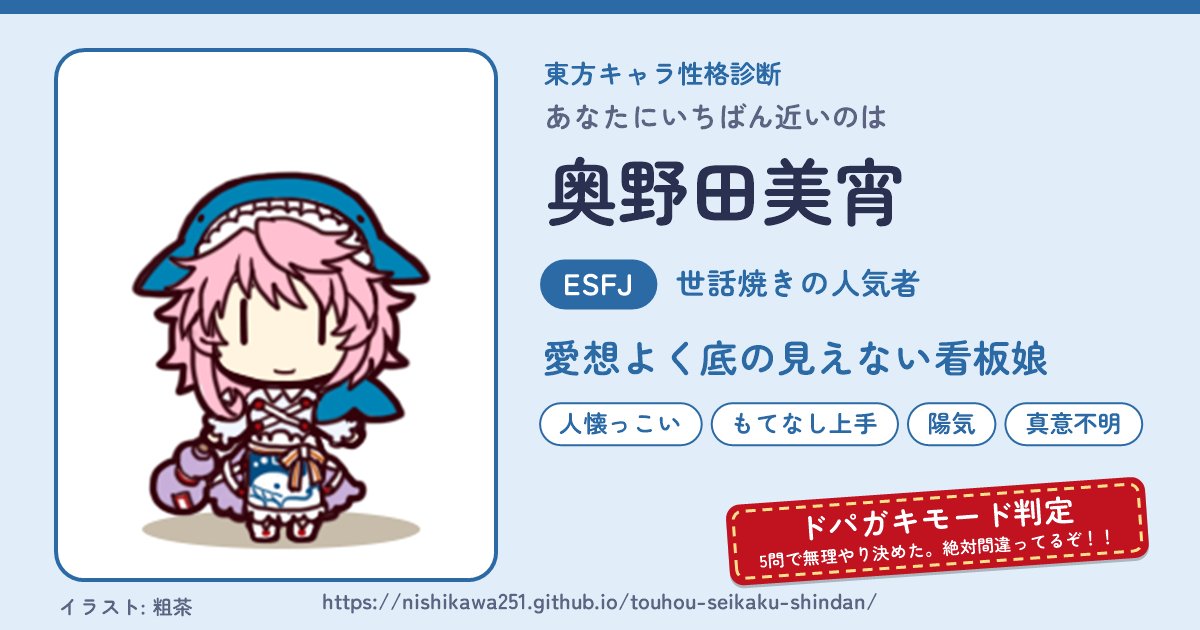 東方キャラ性格診断
あなたにいちばん近いのは
奥野田美宵
ESFJ 世話焼きの人気者
愛想よく底の見えない看板娘
人懐っこい もてなし上手 陽気 真意不明
ドパガキモード判定
5問で無理やり決めた。絶対間違ってるぞ！！
イラスト: 粗茶
https://nishikawa251.github.io/touhou-seikaku-shindan/